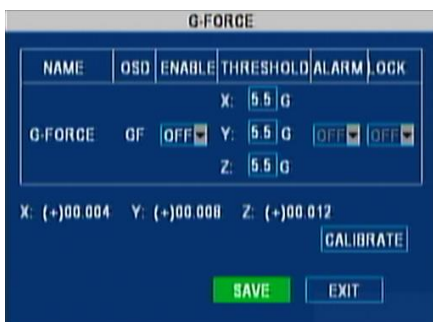 G-FORCE
NAME OSD ENABLE THRESHOLD ALARM LOCK
X: 5.5 G
G-FORCE GF OFF Y: 5.5 G OFF OFF
Z: 5.5 G
X: (+)00.004 Y: (+)00.008 Z: (+)00.012
CALIBRATE
SAVE EXIT